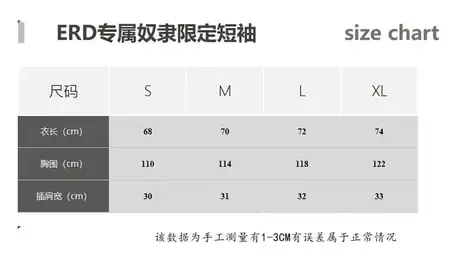 ERD专属奴隶限定短袖
size chart
尺码 S M L XL
衣长（cm） 68 70 72 74
胸围（cm） 110 114 118 122
插肩宽（cm） 30 31 32 33
该数据为手工测量有1-3CM有误差属于正常情况